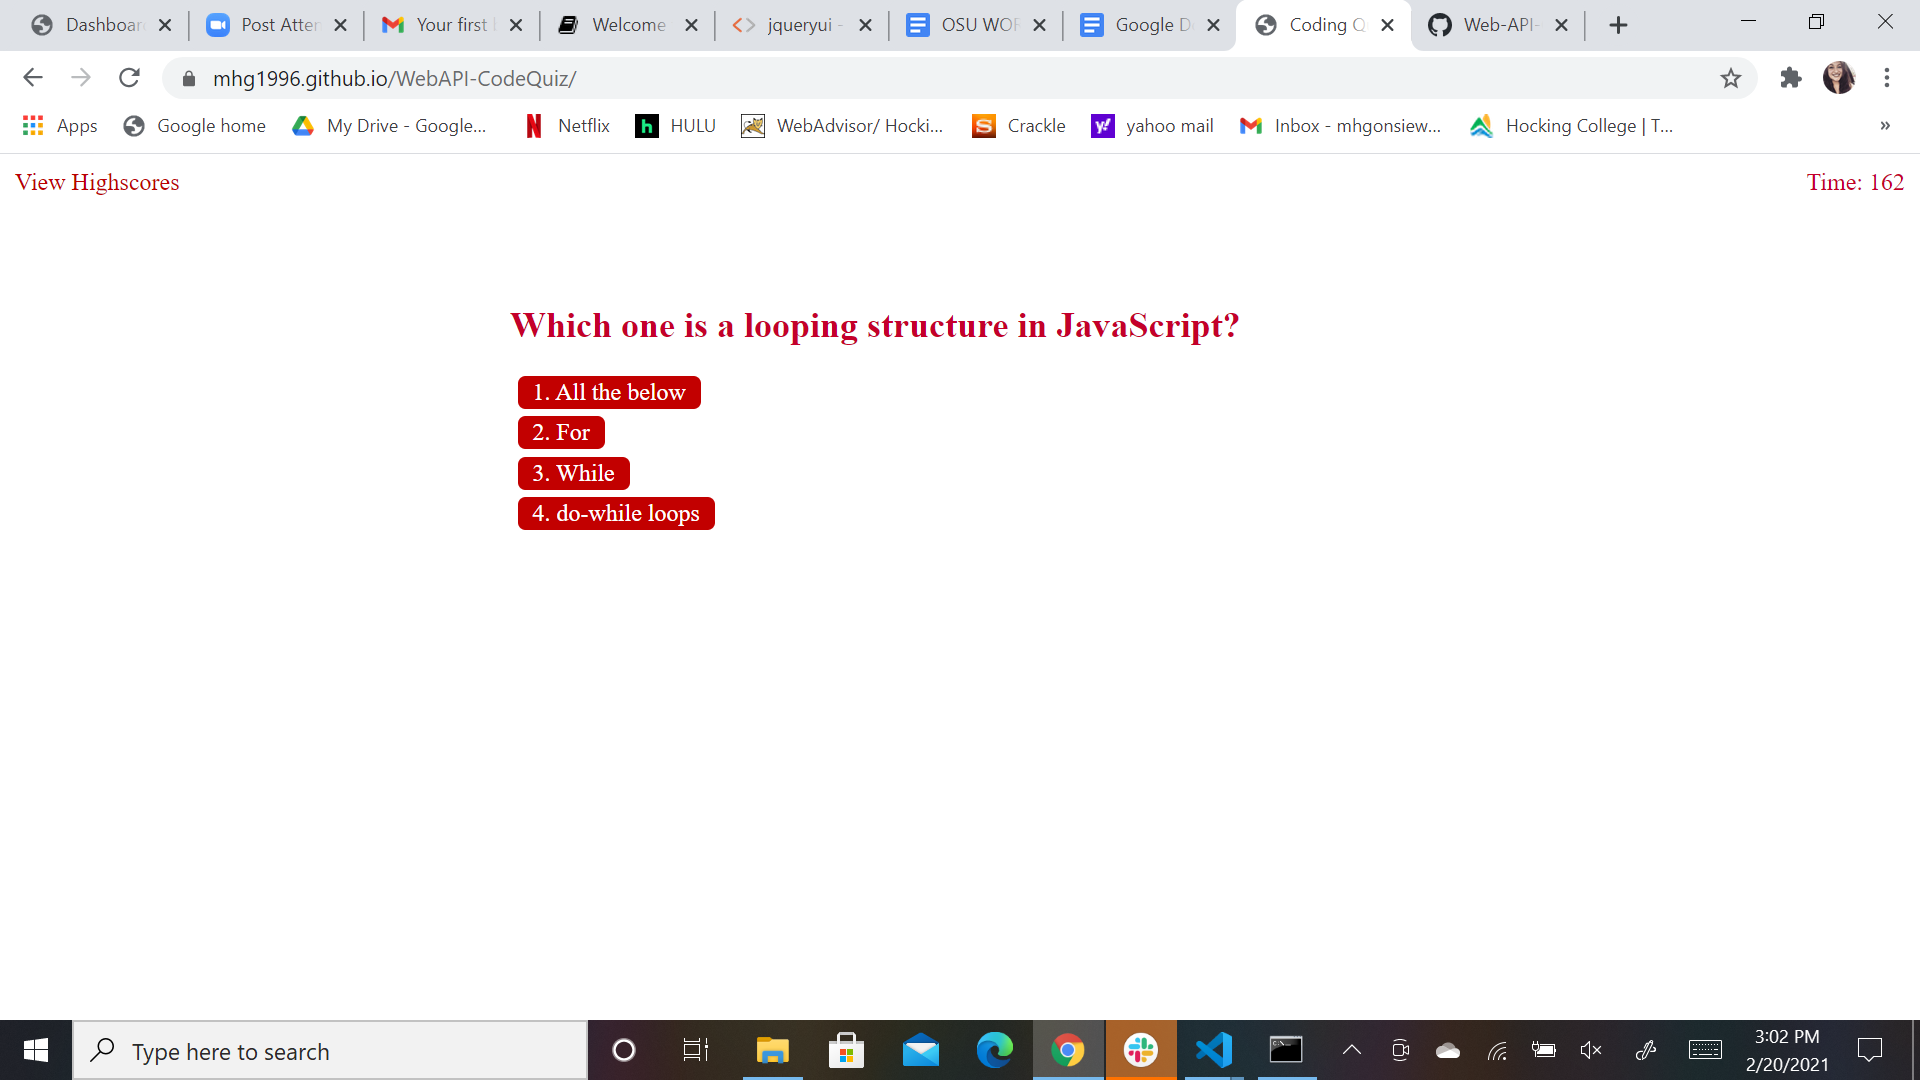 Dashboar
Post Atter
Your first
Welcome
jqueryui -
OSU WOR
Google D
Coding Q
Web-API-
mhg1996.github.io/WebAPI-CodeQuiz/
Apps
Google home
My Drive - Google...
Netflix
HULU
WebAdvisor/ Hocki...
Crackle
yahoo mail
Inbox - mhgonsiew...
Hocking College | T...
»
View Highscores
Time: 162
Which one is a looping structure in JavaScript?
1. All the below
2. For
3. While
4. do-while loops
Type here to search
3:02 PM
2/20/2021